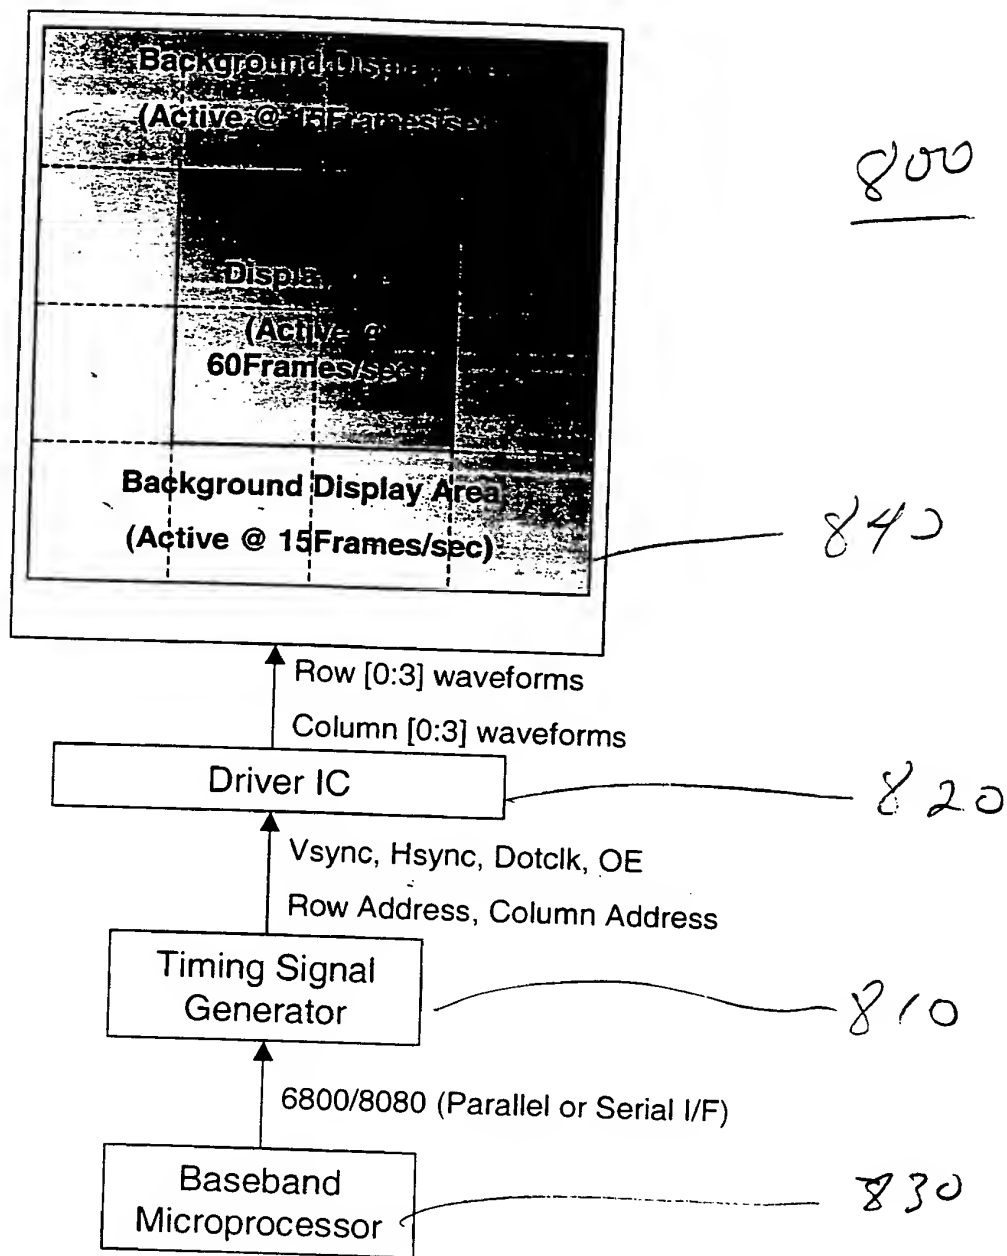 Background Display
(Active @ 15Frames/sec
800
Display
(Active @
60Frames/sec
Background Display Area
(Active @ 15Frames/sec)
840
Row [0:3] waveforms
Column [0:3] waveforms
Driver IC
820
Vsync, Hsync, Dotclk, OE
Row Address, Column Address
Timing Signal
Generator
810
6800/8080 (Parallel or Serial I/F)
Baseband
Microprocessor
830